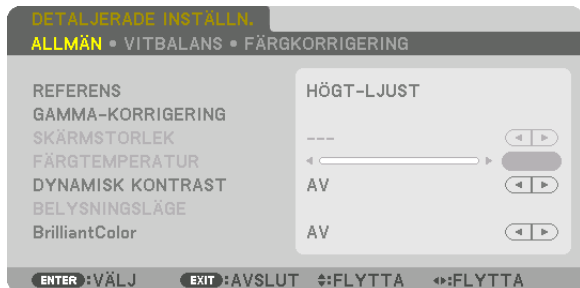 DETALJERADE INSTÄLLN.
ALLMÄN • VITBALANS • FÄRGKORRIGERING
REFERENS HÖGT-LJUST
GAMMA-KORRIGERING
SKÄRMSTORLEK ---
FÄRGTEMPERATUR
DYNAMISK KONTRAST AV
BELYSNINGSLÄGE
BrilliantColor AV
ENTER :VÄLJ EXIT :AVSLUT :FLYTTA :FLYTTA